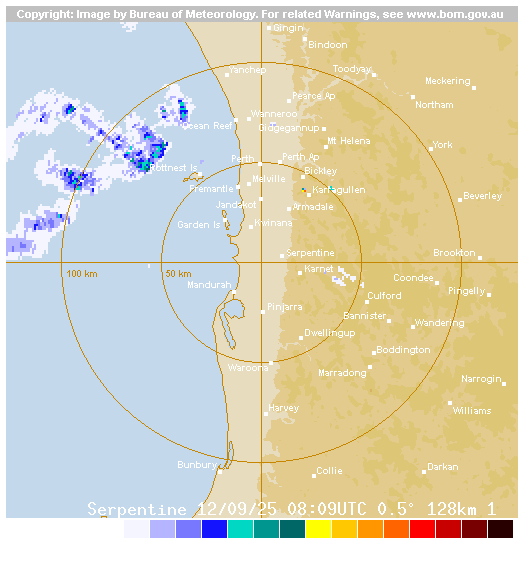 Copyright: Image by Bureau of Meteorology. For related Warnings, see www.bom.gov.au
Gingin
Bindoon
Yanchep
Toodyay
Meckering
Pearce Ap
Northam
Wanneroo
Ocean Reef
Gidgegannup
Mt Helena
York
Perth
Perth Ap
Rottnest Is
Bickley
Melville
Fremantle
Karragullen
Beverley
Jandakot
Armadale
Garden Is
Kwinana
Serpentine
Brookton
100 km
50 km
Karnet
Coondee
Mandurah
Pingelly
Culford
Pinjarra
Bannister
Wandering
Dwellingup
Boddington
Waroona
Marradong
Narrogin
Harvey
Williams
Bunbury
Collie
Darkan
Serpentine 12/09/25 08:09UTC 0.5° 128km 1